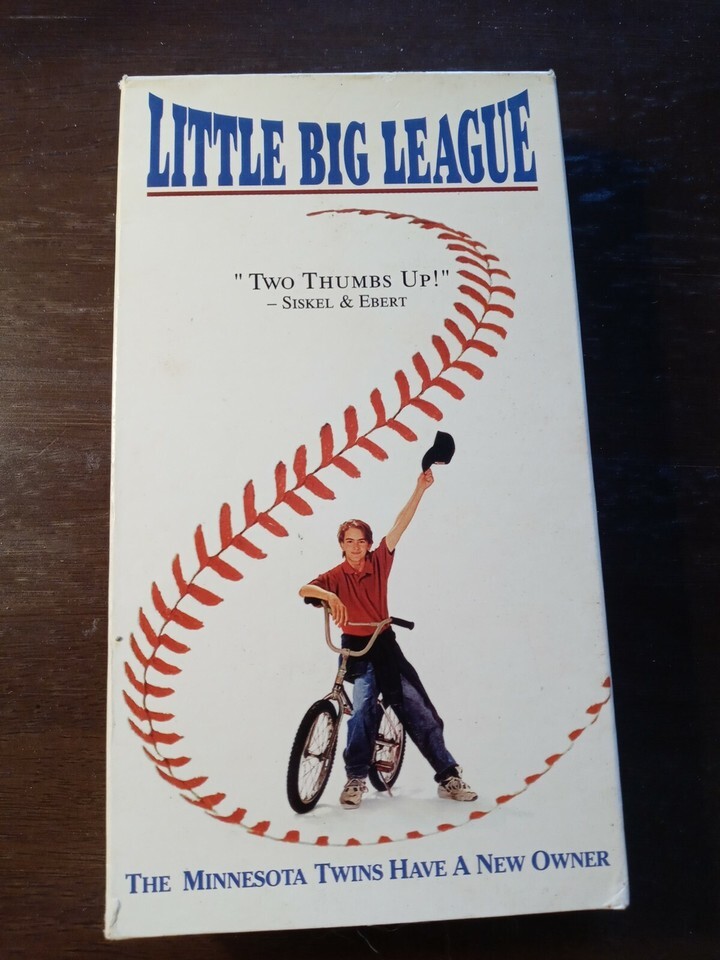 LITTLE BIG LEAGUE
" TWO THUMBS UP!"
– SISKEL & EBERT
THE MINNESOTA TWINS HAVE A NEW OWNER